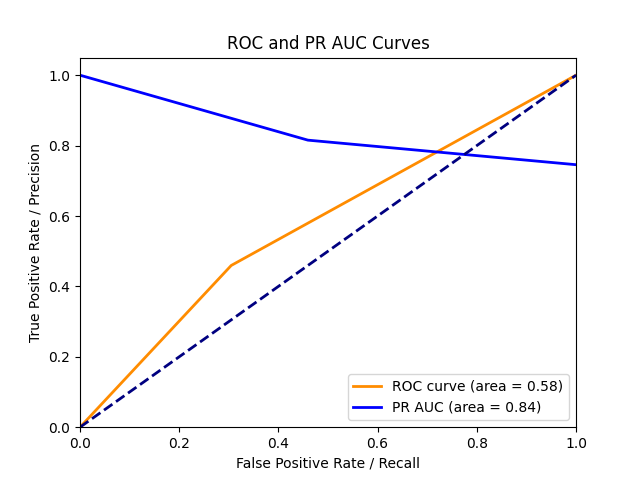 ROC and PR AUC Curves
True Positive Rate / Precision
1.0
0.8
0.6
0.4
0.2
0.0
ROC curve (area = 0.58)
PR AUC (area = 0.84)
0.0 0.2 0.4 0.6 0.8 1.0
False Positive Rate / Recall